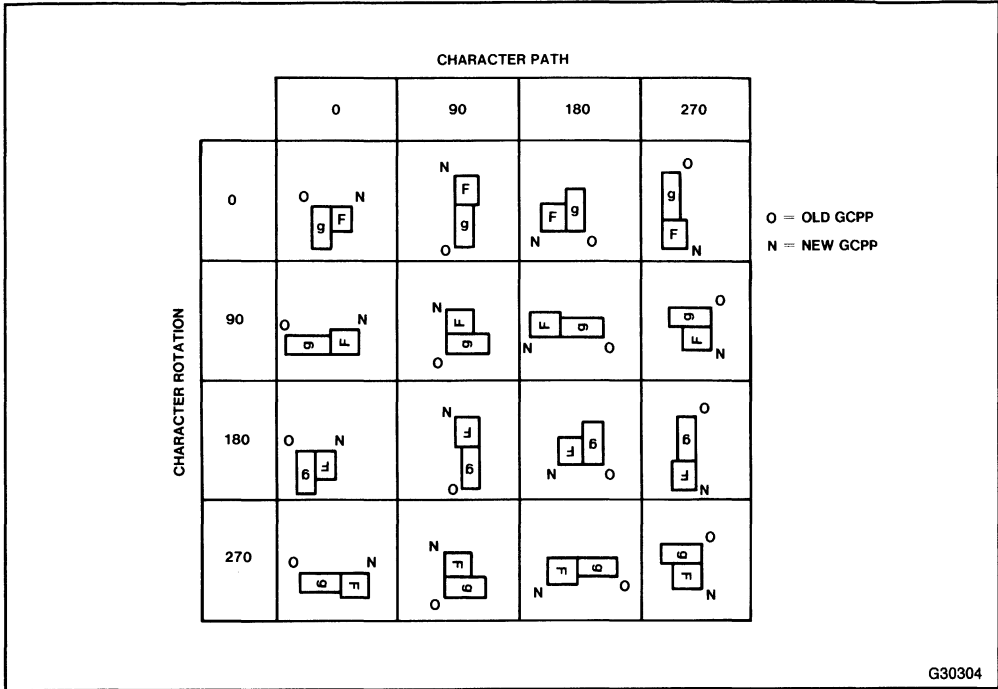 CHARACTER PATH
0 90 180 270
CHARACTER ROTATION
0
O N
g F
N
F
g
O
F g
N O
O
g
F
N
O = OLD GCPP
N = NEW GCPP
90
O N
g F
N
F
g
O
F g
N O
O
g
F
N
180
O N
g F
N
F
g
O
F g
N O
O
g
F
N
270
O N
g F
N
F
g
O
F g
N O
O
g
F
N
G30304